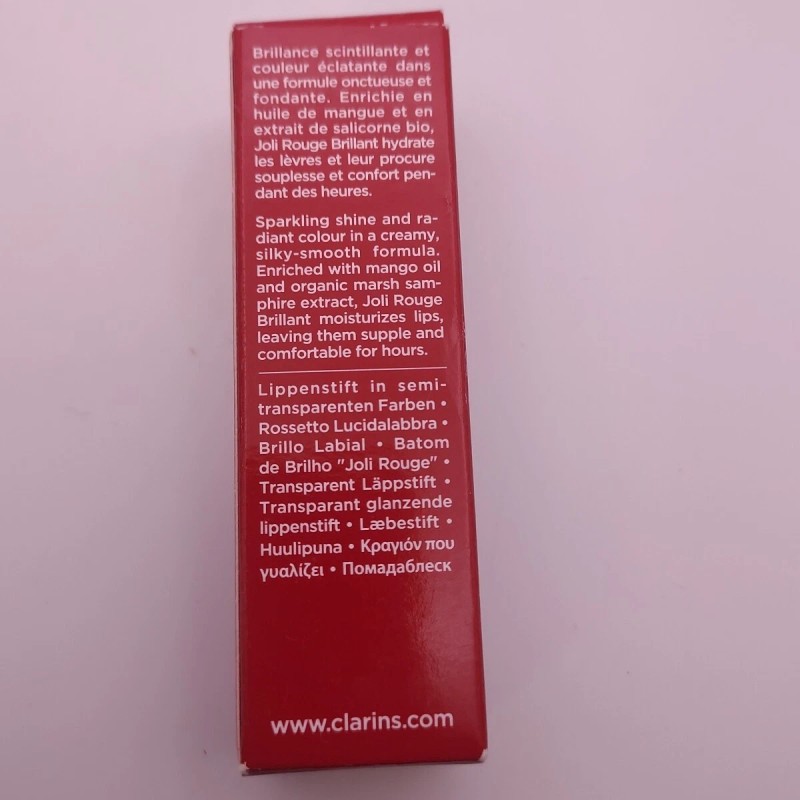 Brillance scintillante et
couleur éclatante dans
une formule onctueuse et
fondante. Enrichie en
huile de mangue et en
extrait de salicorne bio,
Joli Rouge Brillant hydrate
les lèvres et leur procure
souplesse et confort pen-
dant des heures.
Sparkling shine and ra-
diant colour in a creamy,
silky-smooth formula.
Enriched with mango oil
and organic marsh sam-
phire extract, Joli Rouge
Brillant moisturizes lips,
leaving them supple and
comfortable for hours.
Lippenstift in semi-
transparenten Farben •
Rossetto Lucidalabbra •
Brillo Labial • Batom
de Brilho "Joli Rouge" •
Transparent Läppstift •
Transparant glanzende
lippenstift • Læbestift •
Huulipuna • Κραγιόν που
γυαλίζει • Помадаблеск
www.clarins.com